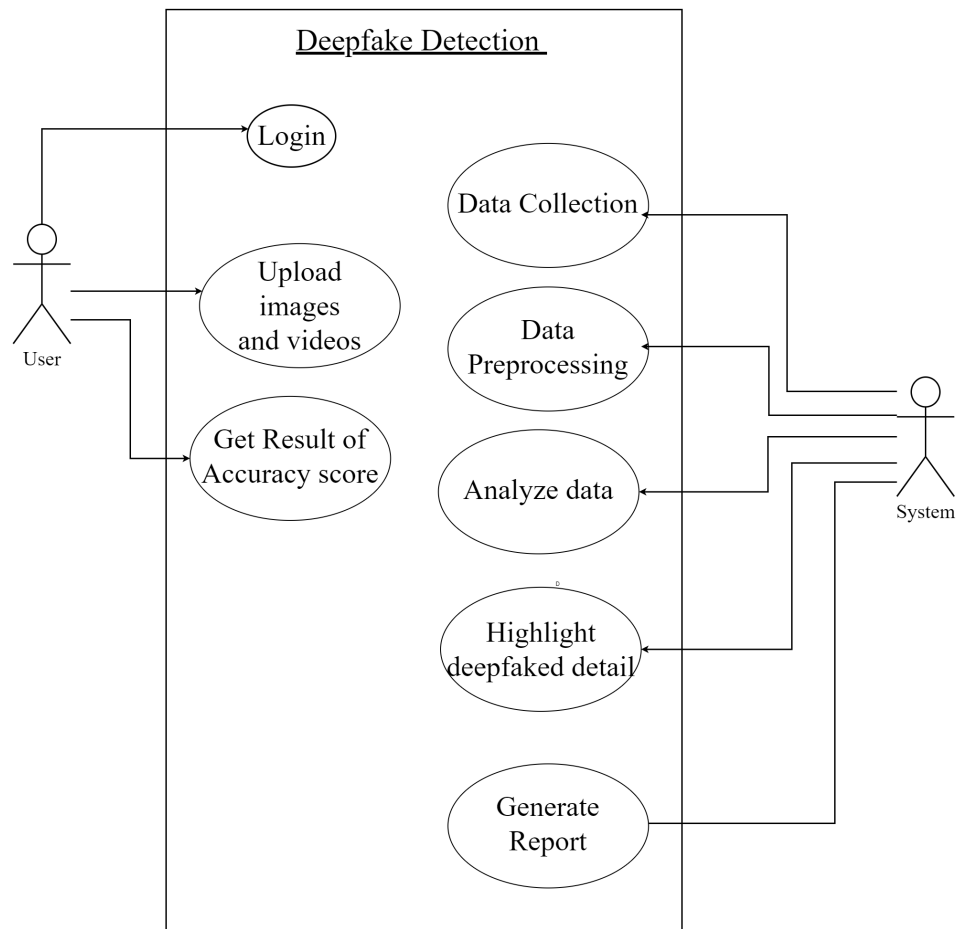 Deepfake Detection
Login
Data Collection
Upload
images
and videos
Data
Preprocessing
User
Get Result of
Accuracy score
Analyze data
System
D
Highlight
deepfaked detail
Generate
Report